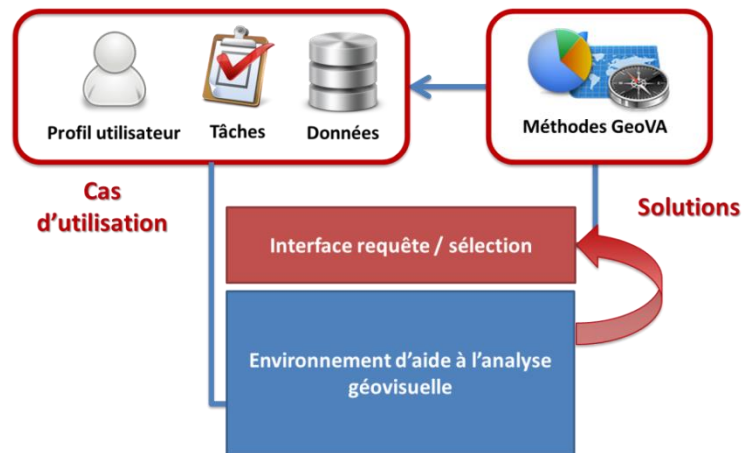 Profil utilisateur
Tâches
Données
Méthodes GeoVA
Cas
d'utilisation
Solutions
Interface requête / sélection
Environnement d'aide à l'analyse
géovisuelle